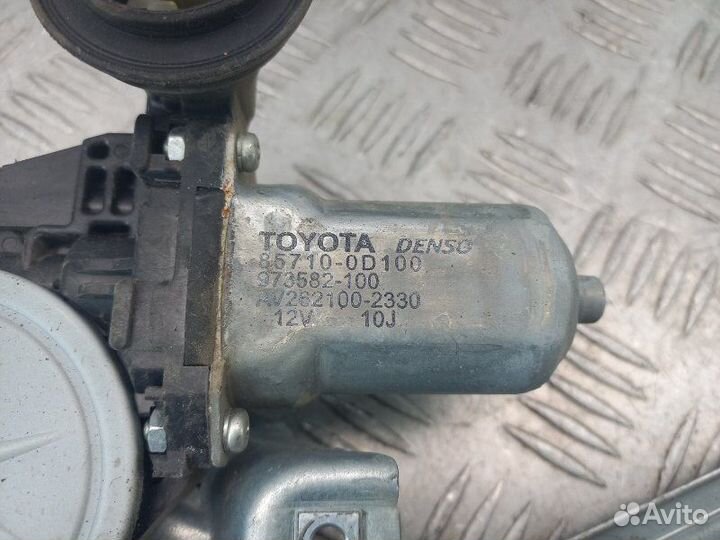 TOYOTA DENSO
85710-0D100
973582-100
AV262100-2330
12V 10J
Avito